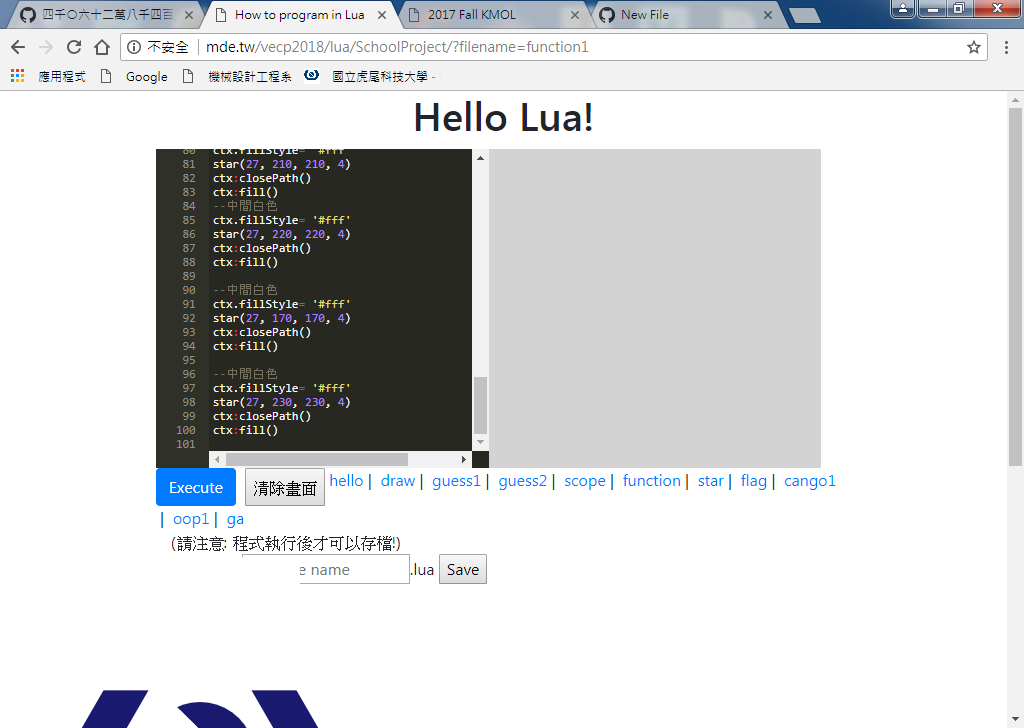 四千〇六十二萬八千四百
How to program in Lua
2017 Fall KMOL
New File
不安全 mde.tw/vecp2018/lua/SchoolProject/?filename=function1
應用程式 Google 機械設計工程系 國立虎尾科技大學 -
Hello Lua!
80 ctx.fillStyle= '#fff'
81 star(27, 210, 210, 4)
82 ctx:closePath()
83 ctx:fill()
84 --中間白色
85 ctx.fillStyle= '#fff'
86 star(27, 220, 220, 4)
87 ctx:closePath()
88 ctx:fill()
89
90 --中間白色
91 ctx.fillStyle= '#fff'
92 star(27, 170, 170, 4)
93 ctx:closePath()
94 ctx:fill()
95
96 --中間白色
97 ctx.fillStyle= '#fff'
98 star(27, 230, 230, 4)
99 ctx:closePath()
100 ctx:fill()
101
Execute 清除畫面 hello | draw | guess1 | guess2 | scope | function | star | flag | cango1
| oop1 | ga
(請注意: 程式執行後才可以存檔!)
e name .lua Save